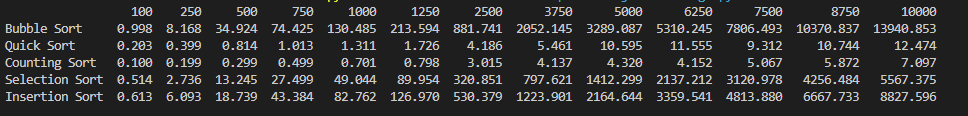 100 250 500 750 1000 1250 2500 3750 5000 6250 7500 8750 10000
Bubble Sort 0.998 8.168 34.924 74.425 130.485 213.594 881.741 2052.145 3289.087 5310.245 7806.493 10370.837 13940.853
Quick Sort 0.203 0.399 0.814 1.013 1.311 1.726 4.186 5.461 10.595 11.555 9.312 10.744 12.474
Counting Sort 0.100 0.199 0.299 0.499 0.701 0.798 3.015 4.137 4.320 4.152 5.067 5.872 7.097
Selection Sort 0.514 2.736 13.245 27.499 49.044 89.954 320.851 797.621 1412.299 2137.212 3120.978 4256.484 5567.375
Insertion Sort 0.613 6.093 18.739 43.384 82.762 126.970 530.379 1223.901 2164.644 3359.541 4813.880 6667.733 8827.596